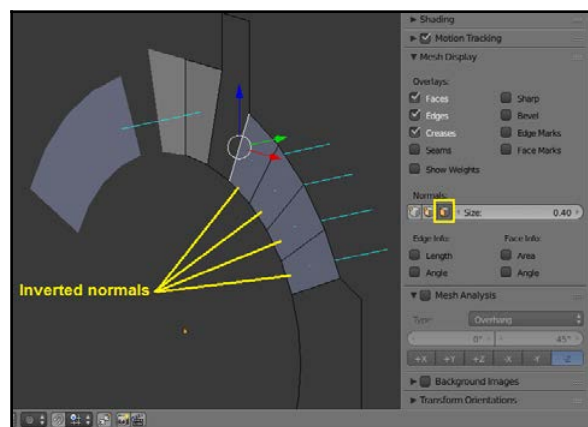 Shading
Motion Tracking
Mesh Display
Overlays:
Faces
Sharp
Edges
Bevel
Creases
Edge Marks
Seams
Face Marks
Show Weights
Normals:
Size: 0.40
Edge Info:
Face Info:
Length
Area
Angle
Angle
Inverted normals
Mesh Analysis
Type: Overhang
0° 45°
+X +Y +Z -X -Y -Z
Background Images
Transform Orientations